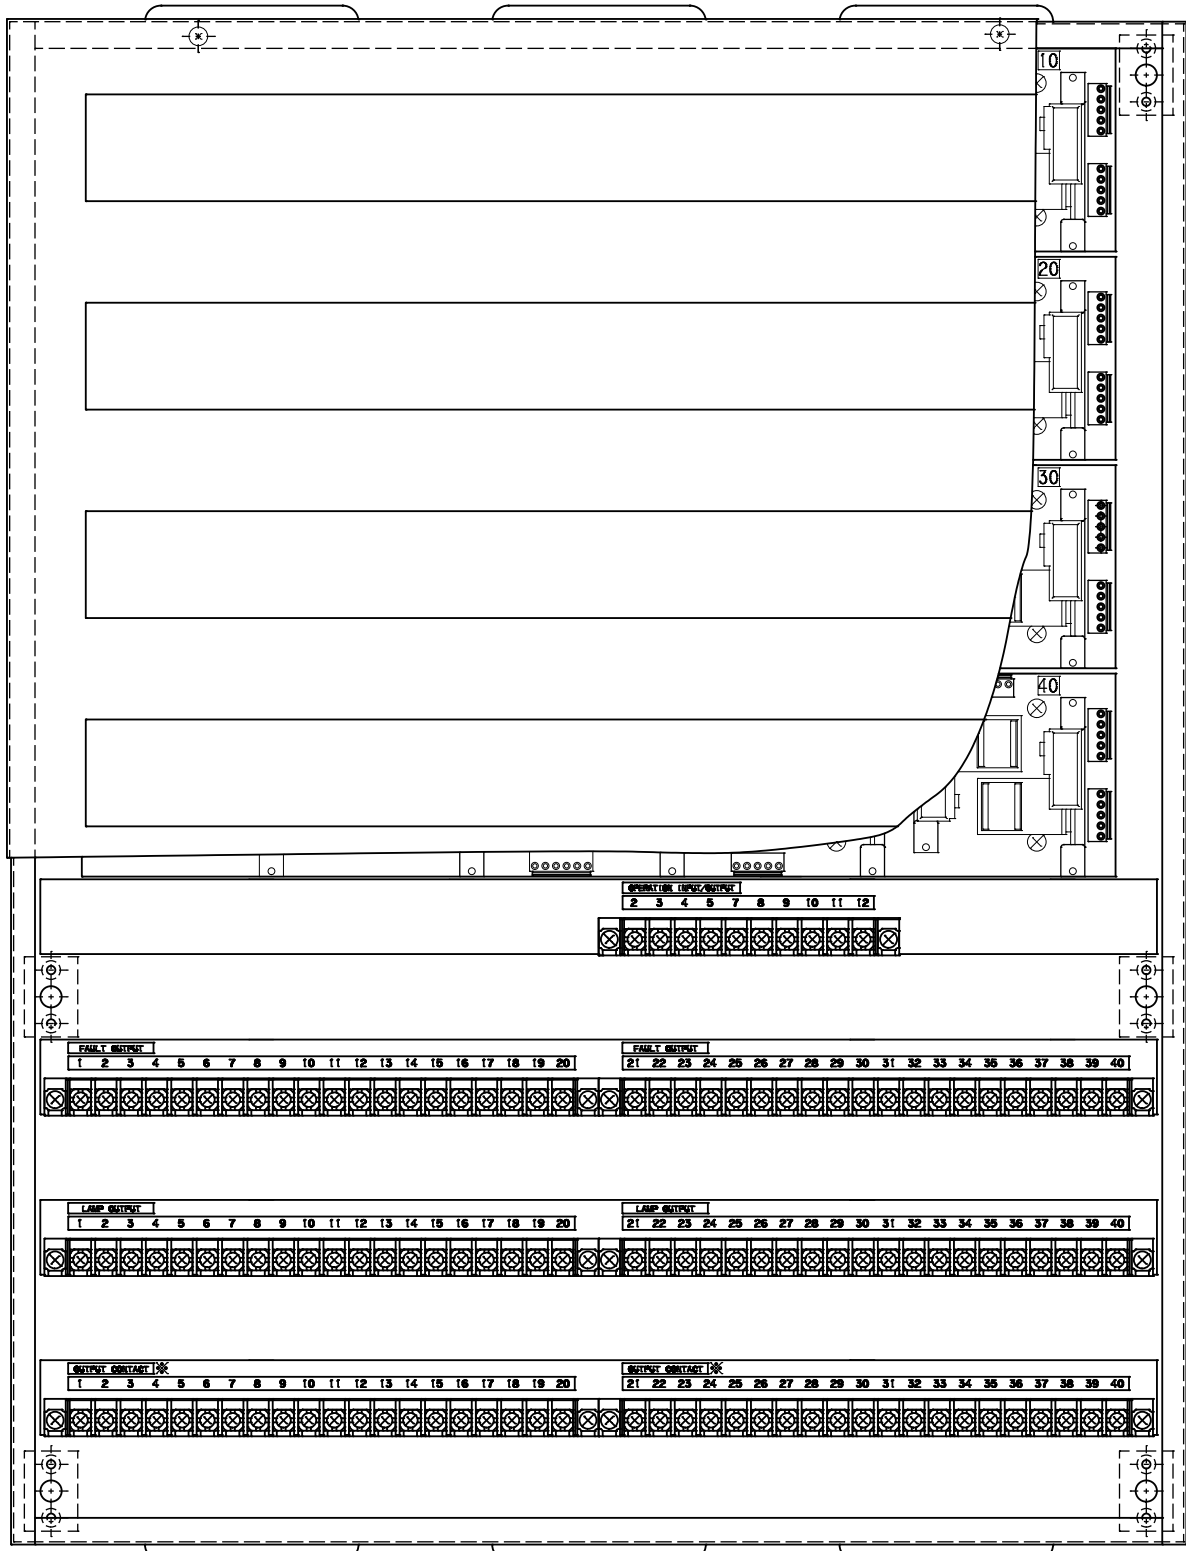 10
20
30
40
OPERATION INPUT/OUTPUT
2 3 4 5 7 8 9 10 11 12
FAULT OUTPUT FAULT OUTPUT
1 2 3 4 5 6 7 8 9 10 11 12 13 14 15 16 17 18 19 20 21 22 23 24 25 26 27 28 29 30 31 32 33 34 35 36 37 38 39 40
LAMP OUTPUT LAMP OUTPUT
1 2 3 4 5 6 7 8 9 10 11 12 13 14 15 16 17 18 19 20 21 22 23 24 25 26 27 28 29 30 31 32 33 34 35 36 37 38 39 40
OUTPUT CONTACT ※ OUTPUT CONTACT ※
1 2 3 4 5 6 7 8 9 10 11 12 13 14 15 16 17 18 19 20 21 22 23 24 25 26 27 28 29 30 31 32 33 34 35 36 37 38 39 40